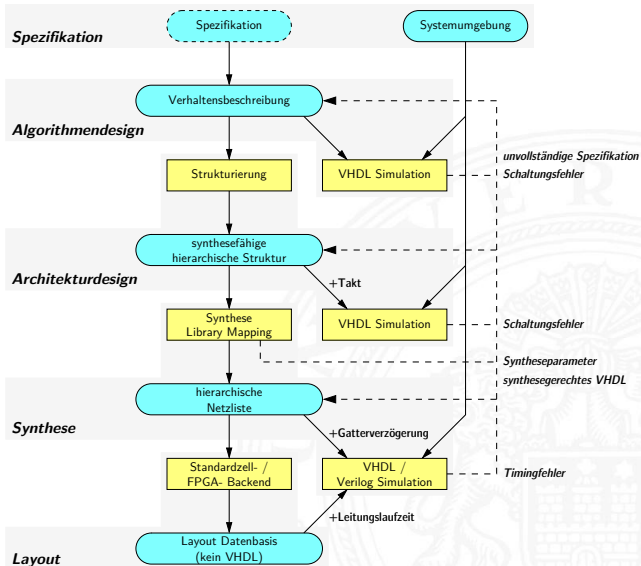 Spezifikation
Systemumgebung
Spezifikation
Verhaltensbeschreibung
Algorithmendesign
unvollständige Spezifikation
Strukturierung
VHDL Simulation
Schaltungsfehler
synthesefähige
hierarchische Struktur
Architekturdesign
+Takt
Synthese
Library Mapping
VHDL Simulation
Schaltungsfehler
Syntheseparameter
synthesegerechtes VHDL
hierarchische
Netzliste
Synthese
+Gatterverzögerung
Standardzell- /
FPGA- Backend
VHDL /
Verilog Simulation
Timingfehler
+Leitungslaufzeit
Layout Datenbasis
(kein VHDL)
Layout